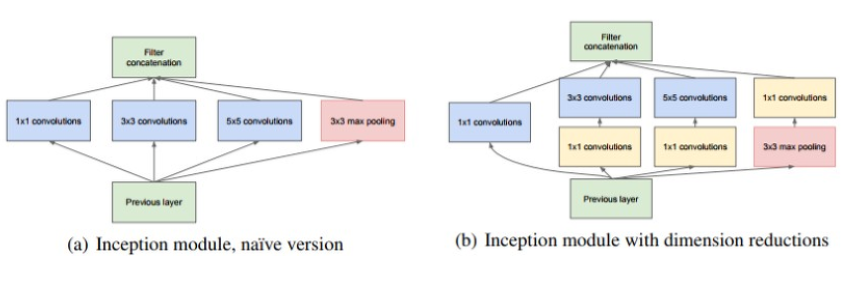 Filter
concatenation
1x1 convolutions
3x3 convolutions
5x5 convolutions
3x3 max pooling
Previous layer
(a) Inception module, naïve version
Filter
concatenation
3x3 convolutions
5x5 convolutions
1x1 convolutions
1x1 convolutions
1x1 convolutions
1x1 convolutions
3x3 max pooling
Previous layer
(b) Inception module with dimension reductions